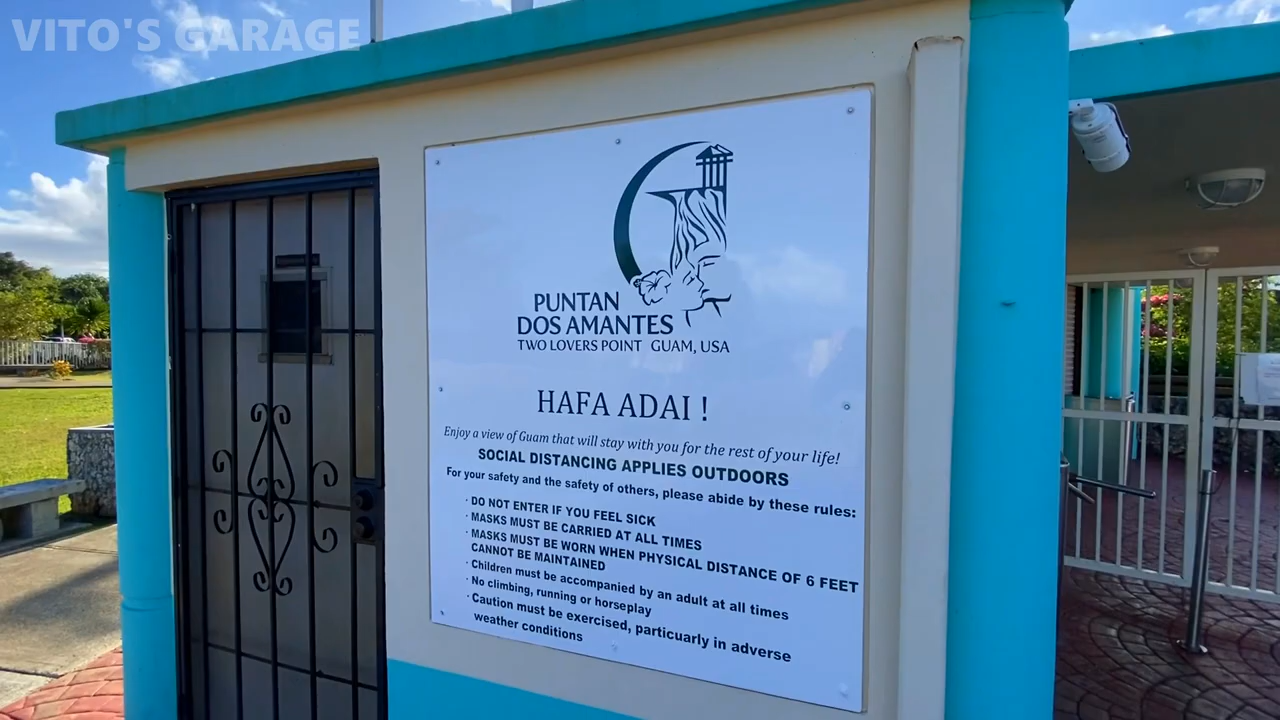 VITO'S GARAGE
PUNTAN
DOS AMANTES
TWO LOVERS POINT GUAM, USA
HAFA ADAI !
Enjoy a view of Guam that will stay with you for the rest of your life!
SOCIAL DISTANCING APPLIES OUTDOORS
For your safety and the safety of others, please abide by these rules:
· DO NOT ENTER IF YOU FEEL SICK
· MASKS MUST BE CARRIED AT ALL TIMES
· MASKS MUST BE WORN WHEN PHYSICAL DISTANCE OF 6 FEET
CANNOT BE MAINTAINED
· Children must be accompanied by an adult at all times
· No climbing, running or horseplay
· Caution must be exercised, particuarly in adverse
weather conditions